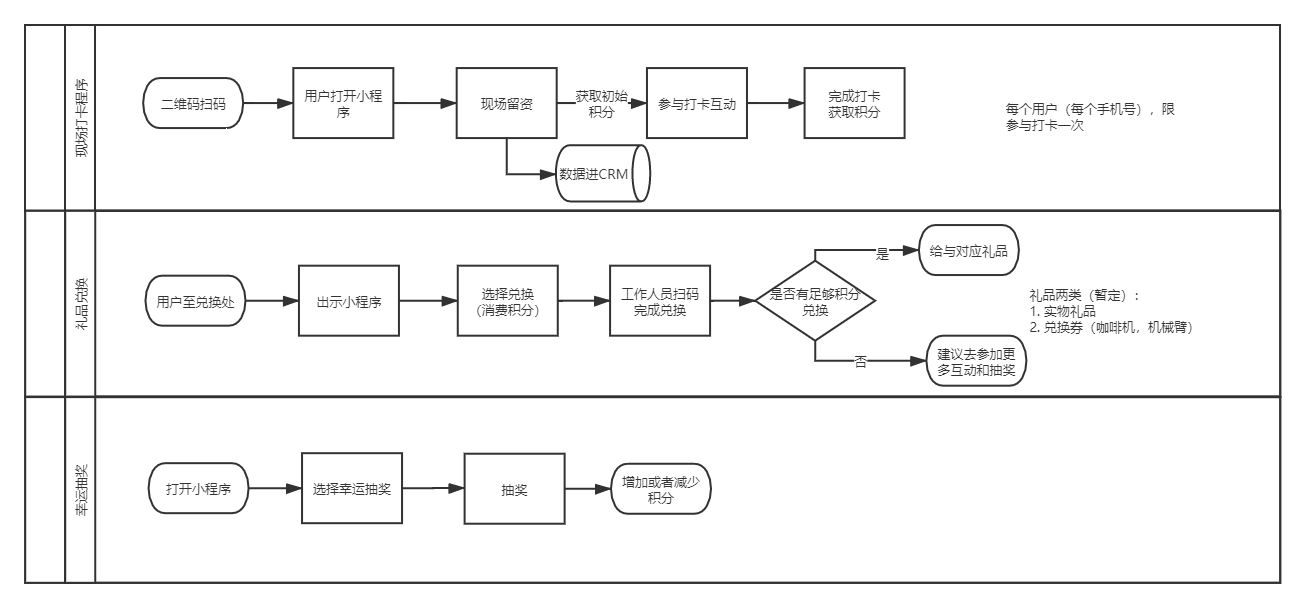 现场打卡程序
二维码扫码
用户打开小程
序
现场留资
获取初始
积分
参与打卡互动
完成打卡
获取积分
每个用户（每个手机号），限
参与打卡一次
数据进CRM
礼品兑换
用户至兑换处
出示小程序
选择兑换
（消费积分）
工作人员扫码
完成兑换
是否有足够积分
兑换
是
给与对应礼品
否
建议去参加更
多互动和抽奖
礼品两类（暂定）：
1. 实物礼品
2. 兑换券（咖啡机，机械臂）
幸运抽奖
打开小程序
选择幸运抽奖
抽奖
增加或者减少
积分